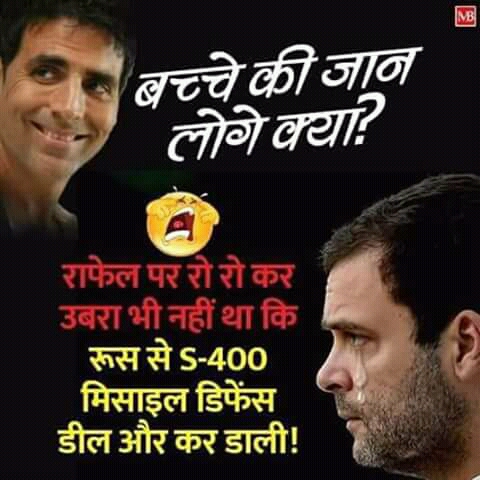 MB
बच्चे की जान
लोगे क्या?
राफेल पर रो रो कर
उबरा भी नहीं था कि
रूस से S-400
मिसाइल डिफेंस
डील और कर डाली!